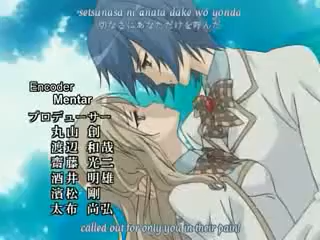 setsunasa ni anata dake wo yonda
切なさにあなただけを呼んだ
Encoder
Mentar
プロデューサー
丸山 創
渡辺 和哉
齋藤 光二
酒井 明雄
濱松 剛
太布 尚弘
called out for only you in their pain)